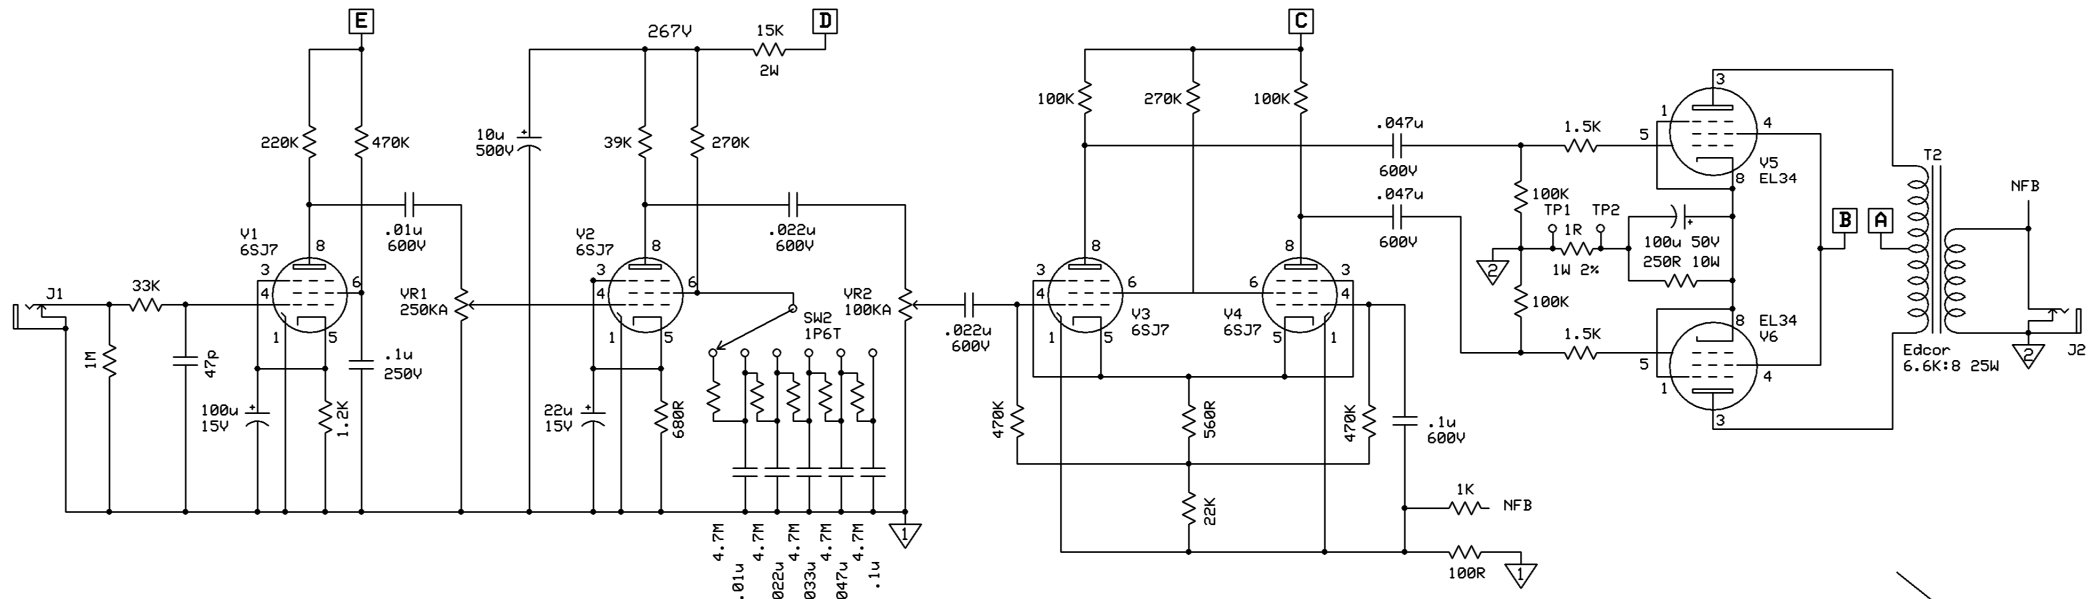 E
D
C
267V
15K
2W
220K
470K
10u
500V
39K
270K
.01u
600V
.022u
600V
V1
6SJ7
8
3
4
6
1
5
J1
33K
1M
47p
100u
15V
1.2K
.1u
250V
VR1
250KA
V2
6SJ7
8
3
4
6
1
5
22u
15V
680R
SW2
1P6T
VR2
100KA
4.7M
4.7M
4.7M
4.7M
4.7M
.01u
022u
033u
047u
.1u
1
.022u
600V
100K
270K
100K
8
3
4
6
1
5
V3
6SJ7
8
6
3
4
5
1
V4
6SJ7
470K
560R
470K
22K
.1u
600V
1K
NFB
100R
1
.047u
600V
.047u
600V
1.5K
100K
TP1
TP2
1R
1W 2%
2
100u 50V
250R 10W
100K
1.5K
3
1
5
4
8
V5
EL34
8
EL34
V6
5
1
4
3
B
A
T2
Edcor
6.6K:8 25W
NFB
2
J2